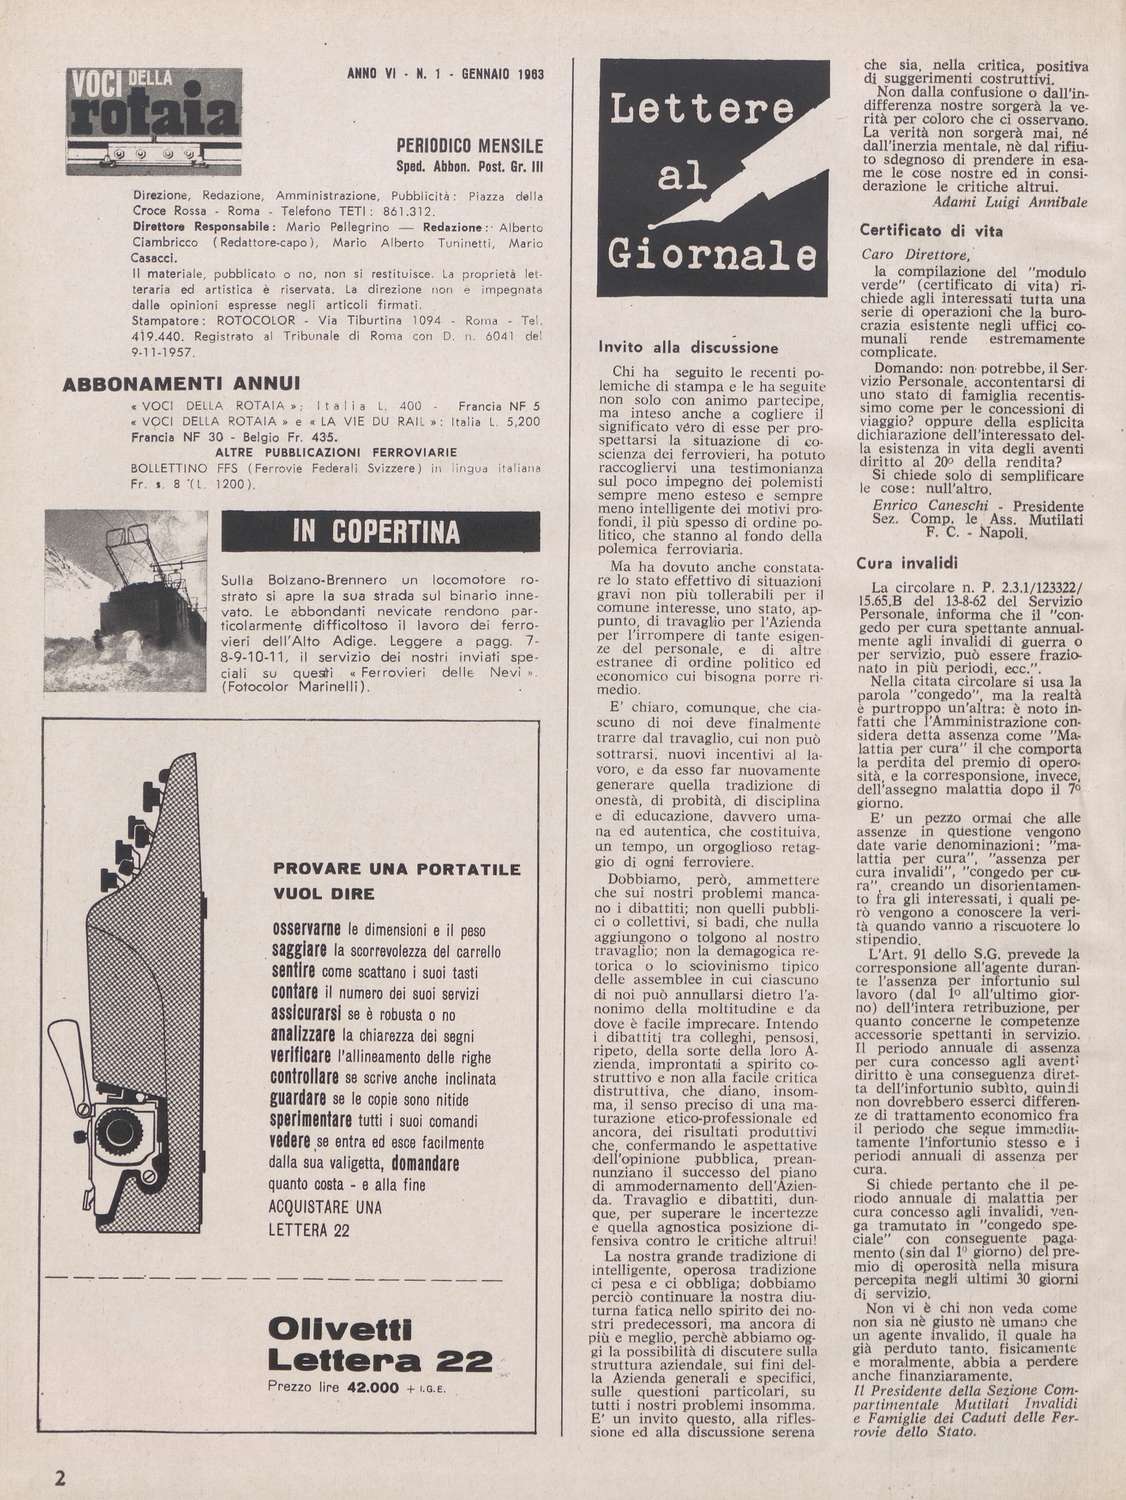 VOCI DELLA
rotaia
ANNO VI - N. 1 - GENNAIO 1963
PERIODICO MENSILE
Sped. Abbon. Post. Gr. III
Direzione, Redazione, Amministrazione, Pubblicità: Piazza della
Croce Rossa - Roma - Telefono TETI: 861.312.
Direttore Responsabile: Mario Pellegrino — Redazione: Alberto
Ciambricco (Redattore-capo), Mario Alberto Tuninetti, Mario
Casacci.
Il materiale, pubblicato o no, non si restituisce. La proprietà let-
teraria ed artistica è riservata. La direzione non è impegnata
dalle opinioni espresse negli articoli firmati.
Stampatore: ROTOCOLOR - Via Tiburtina 1094 - Roma - Tel.
419.440. Registrato al Tribunale di Roma con D. n. 6041 del
9-11-1957.
ABBONAMENTI ANNUI
« VOCI DELLA ROTAIA »: Italia L. 400 - Francia NF 5
« VOCI DELLA ROTAIA » e « LA VIE DU RAIL »: Italia L. 5,200
Francia NF 30 - Belgio Fr. 435.
ALTRE PUBBLICAZIONI FERROVIARIE
BOLLETTINO FFS (Ferrovie Federali Svizzere) in lingua italiana
Fr. s. 8 (L. 1200).
IN COPERTINA
Sulla Bolzano-Brennero un locomotore ro-
strato si apre la sua strada sul binario inne-
vato. Le abbondanti nevicate rendono par-
ticolarmente difficoltoso il lavoro dei ferro-
vieri dell'Alto Adige. Leggere a pagg. 7-
8-9-10-11, il servizio dei nostri inviati spe-
ciali su questi « Ferrovieri delle Nevi ».
(Fotocolor Marinelli).
PROVARE UNA PORTATILE
VUOL DIRE
osservarne le dimensioni e il peso
saggiare la scorrevolezza del carrello
sentire come scattano i suoi tasti
contare il numero dei suoi servizi
assicurarsi se è robusta o no
analizzare la chiarezza dei segni
verificare l'allineamento delle righe
controllare se scrive anche inclinata
guardare se le copie sono nitide
sperimentare tutti i suoi comandi
vedere se entra ed esce facilmente
dalla sua valigetta, domandare
quanto costa - e alla fine
ACQUISTARE UNA
LETTERA 22
Olivetti
Lettera 22
Prezzo lire 42.000 + I.G.E.
2
Lettere
al
Giornale
Invito alla discussione
Chi ha seguito le recenti po-
lemiche di stampa e le ha seguite
non solo con animo partecipe,
ma inteso anche a cogliere il
significato véro di esse per pro-
spettarsi la situazione di co-
scienza dei ferrovieri, ha potuto
raccogliervi una testimonianza
sul poco impegno dei polemisti
sempre meno esteso e sempre
meno intelligente dei motivi pro-
fondi, il più spesso di ordine po-
litico, che stanno al fondo della
polemica ferroviaria.
Ma ha dovuto anche constata-
re lo stato effettivo di situazioni
gravi non più tollerabili per il
comune interesse, uno stato, ap-
punto, di travaglio per l'Azienda
per l'irrompere di tante esigen-
ze del personale, e di altre
estranee di ordine politico ed
economico cui bisogna porre ri-
medio.
E' chiaro, comunque, che cia-
scuno di noi deve finalmente
trarre dal travaglio, cui non può
sottrarsi, nuovi incentivi al la-
voro, e da esso far nuovamente
generare quella tradizione di
onestà, di probità, di disciplina
e di educazione, davvero uma-
na ed autentica, che costituiva,
un tempo, un orgoglioso retag-
gio di ogni ferroviere.
Dobbiamo, però, ammettere
che sui nostri problemi manca-
no i dibattiti; non quelli pubbli-
ci o collettivi, si badi, che nulla
aggiungono o tolgono al nostro
travaglio; non la demagogica re-
torica o lo sciovinismo tipico
delle assemblee in cui ciascuno
di noi può annullarsi dietro l'a-
nonimo della moltitudine e da
dove è facile imprecare. Intendo
i dibattiti tra colleghi, pensosi,
ripeto, della sorte della loro A-
zienda, improntati a spirito co-
struttivo e non alla facile critica
distruttiva, che diano, insom-
ma, il senso preciso di una ma-
turazione etico-professionale ed
ancora, dei risultati produttivi
che, confermando le aspettative
dell'opinione pubblica, prean-
nunziano il successo del piano
di ammodernamento dell'Azien-
da. Travaglio e dibattiti, dun-
que, per superare le incertezze
e quella agnostica posizione di-
fensiva contro le critiche altrui!
La nostra grande tradizione di
intelligente, operosa tradizione
ci pesa e ci obbliga; dobbiamo
perciò continuare la nostra diu-
turna fatica nello spirito dei no-
stri predecessori, ma ancora di
più e meglio, perchè abbiamo og-
gi la possibilità di discutere sulla
struttura aziendale, sui fini del-
la Azienda generali e specifici,
sulle questioni particolari, su
tutti i nostri problemi insomma.
E' un invito questo, alla rifles-
sione ed alla discussione serena
che sia, nella critica, positiva
di suggerimenti costruttivi.
Non dalla confusione o dall'in-
differenza nostre sorgerà la ve-
rità per coloro che ci osservano.
La verità non sorgerà mai, né
dall'inerzia mentale, nè dal rifiu-
to sdegnoso di prendere in esa-
me le cose nostre ed in consi-
derazione le critiche altrui.
Adami Luigi Annibale
Certificato di vita
Caro Direttore,
la compilazione del "modulo
verde" (certificato di vita) ri-
chiede agli interessati tutta una
serie di operazioni che la buro-
crazia esistente negli uffici co-
munali rende estremamente
complicate.
Domando: non potrebbe, il Ser-
vizio Personale, accontentarsi di
uno stato di famiglia recentis-
simo come per le concessioni di
viaggio? oppure della esplicita
dichiarazione dell'interessato del-
la esistenza in vita degli aventi
diritto al 20º della rendita?
Si chiede solo di semplificare
le cose: null'altro.
Enrico Caneschi - Presidente
Sez. Comp. le Ass. Mutilati
F. C. - Napoli.
Cura invalidi
La circolare n. P. 2.3.1/123322/
15.65.B del 13-8-62 del Servizio
Personale, informa che il "con-
gedo per cura spettante annual-
mente agli invalidi di guerra o
per servizio, può essere frazio-
nato in più periodi, ecc.".
Nella citata circolare si usa la
parola "congedo", ma la realtà
è purtroppo un'altra: è noto in-
fatti che l'Amministrazione con-
sidera detta assenza come "Ma-
lattia per cura" il che comporta
la perdita del premio di opero-
sità, e la corresponsione, invece,
dell'assegno malattia dopo il 7º
giorno.
E' un pezzo ormai che alle
assenze in questione vengono
date varie denominazioni: "ma-
lattia per cura", "assenza per
cura invalidi", "congedo per cu-
ra", creando un disorientamen-
to fra gli interessati, i quali pe-
rò vengono a conoscere la veri-
tà quando vanno a riscuotere lo
stipendio.
L'Art. 91 dello S.G. prevede la
corresponsione all'agente duran-
te l'assenza per infortunio sul
lavoro (dal 1º all'ultimo gior-
no) dell'intera retribuzione, per
quanto concerne le competenze
accessorie spettanti in servizio.
Il periodo annuale di assenza
per cura concesso agli aventi
diritto è una conseguenza diret-
ta dell'infortunio subìto, quindi
non dovrebbero esserci differen-
ze di trattamento economico fra
il periodo che segue immedia-
tamente l'infortunio stesso e i
periodi annuali di assenza per
cura.
Si chiede pertanto che il pe-
riodo annuale di malattia per
cura concesso agli invalidi, ven-
ga tramutato in "congedo spe-
ciale" con conseguente paga-
mento (sin dal 1º giorno) del pre-
mio di operosità nella misura
percepita negli ultimi 30 giorni
di servizio.
Non vi è chi non veda come
non sia nè giusto nè umano che
un agente invalido, il quale ha
già perduto tanto, fisicamente
e moralmente, abbia a perdere
anche finanziaramente.
Il Presidente della Sezione Com-
partimentale Mutilati Invalidi
e Famiglie dei Caduti delle Fer-
rovie dello Stato.